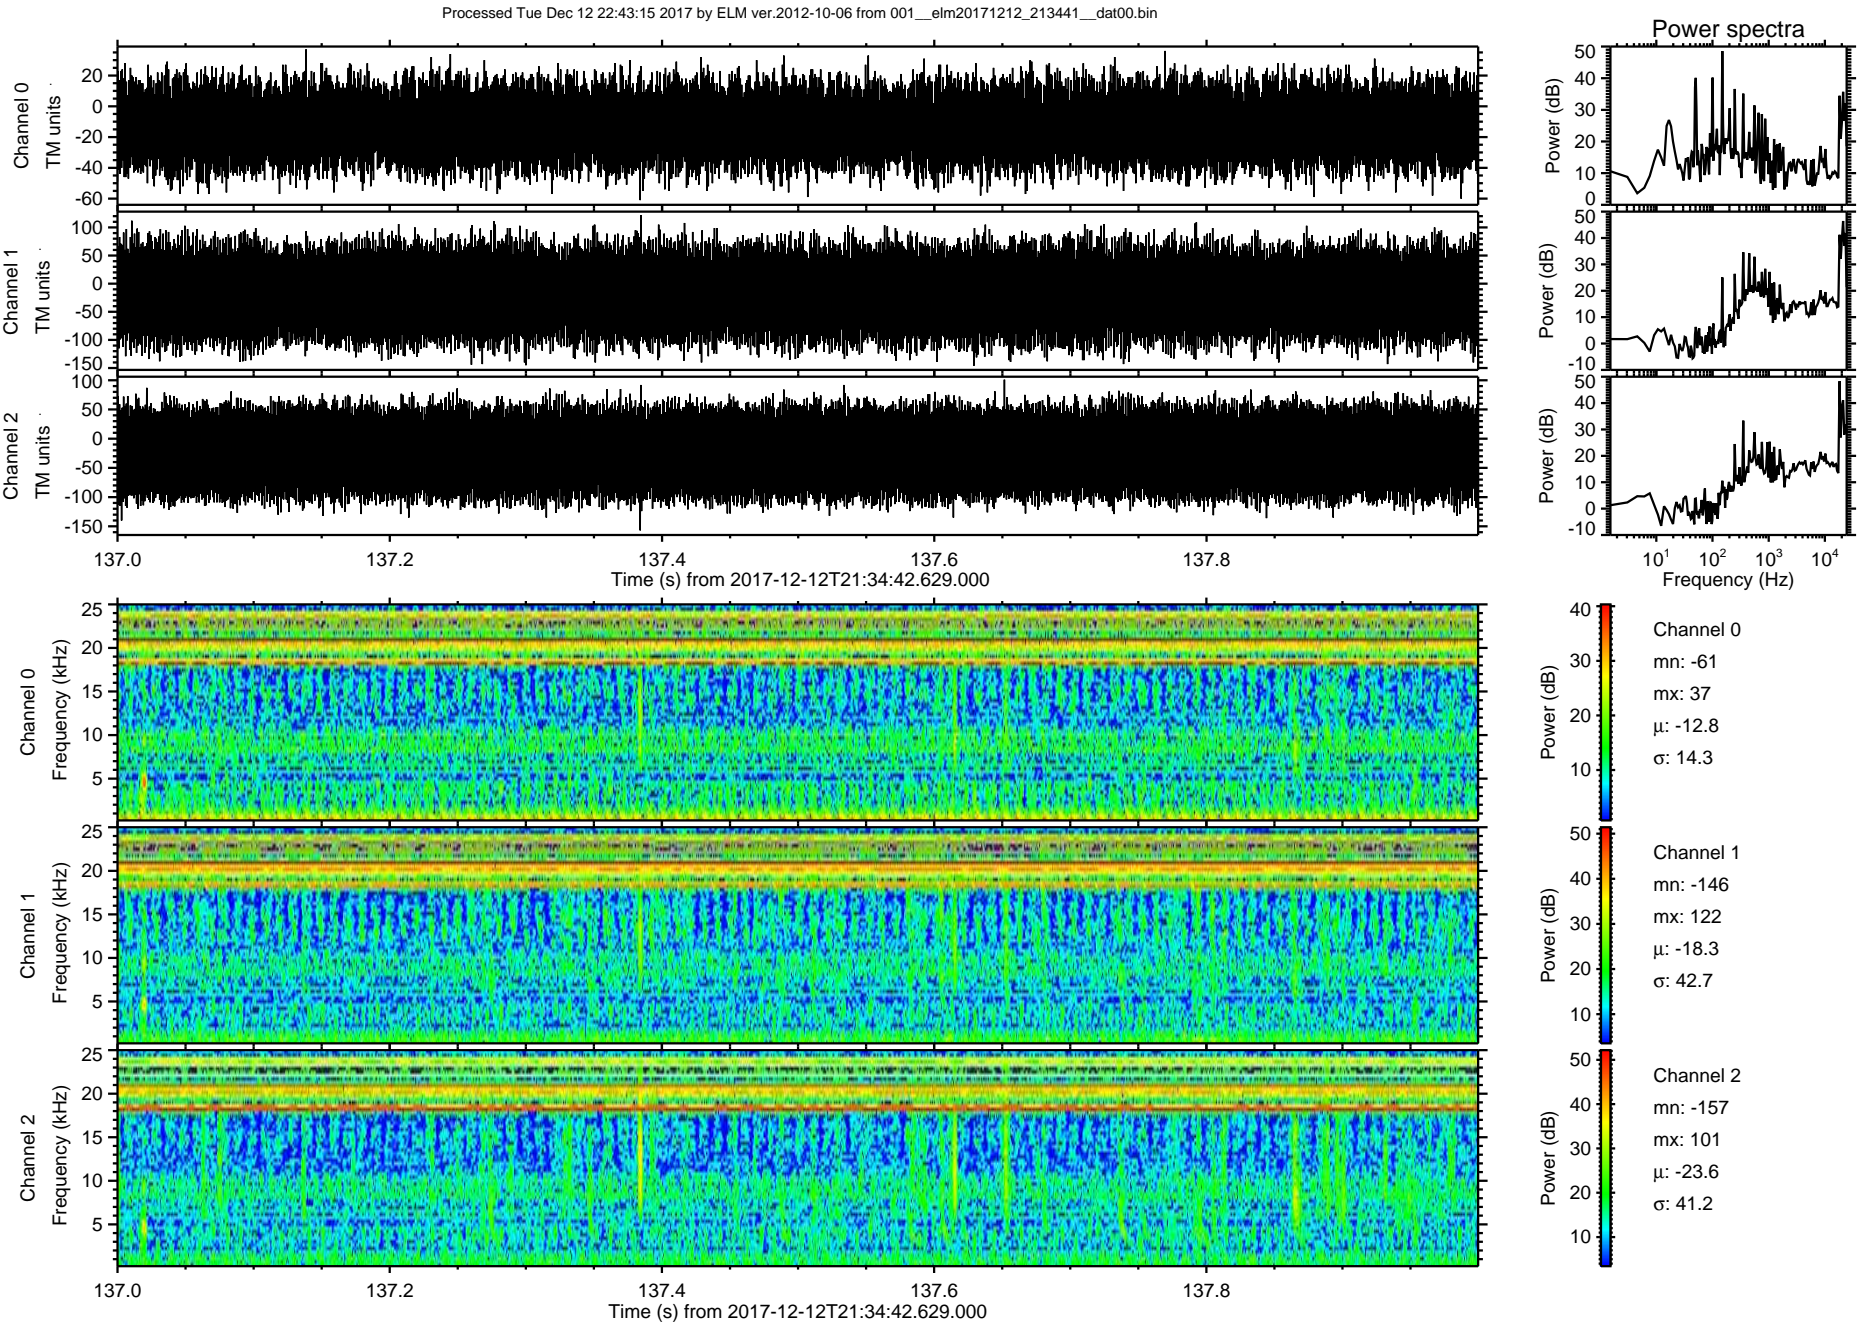 Processed Tue Dec 12 22:43:15 2017 by ELM ver.2012-10-06 from 001__elm20171212_213441__dat00.bin
Power spectra
Channel 0
TM units
20
0
-20
-40
-60
Power (dB)
50
40
30
20
10
0
Channel 1
TM units
100
50
0
-50
-100
-150
Power (dB)
50
40
30
20
10
0
-10
Channel 2
TM units
100
50
0
-50
-100
-150
Power (dB)
50
40
30
20
10
0
-10
137.0 137.2 137.4 137.6 137.8
Time (s) from 2017-12-12T21:34:42.629.000
10¹ 10² 10³ 10⁴
Frequency (Hz)
Channel 0
Frequency (kHz)
25
20
15
10
5
Power (dB)
40
30
20
10
Channel 0
mn: -61
mx: 37
μ: -12.8
σ: 14.3
Channel 1
Frequency (kHz)
25
20
15
10
5
Power (dB)
50
40
30
20
10
Channel 1
mn: -146
mx: 122
μ: -18.3
σ: 42.7
Channel 2
Frequency (kHz)
25
20
15
10
5
Power (dB)
50
40
30
20
10
Channel 2
mn: -157
mx: 101
μ: -23.6
σ: 41.2
137.0 137.2 137.4 137.6 137.8
Time (s) from 2017-12-12T21:34:42.629.000